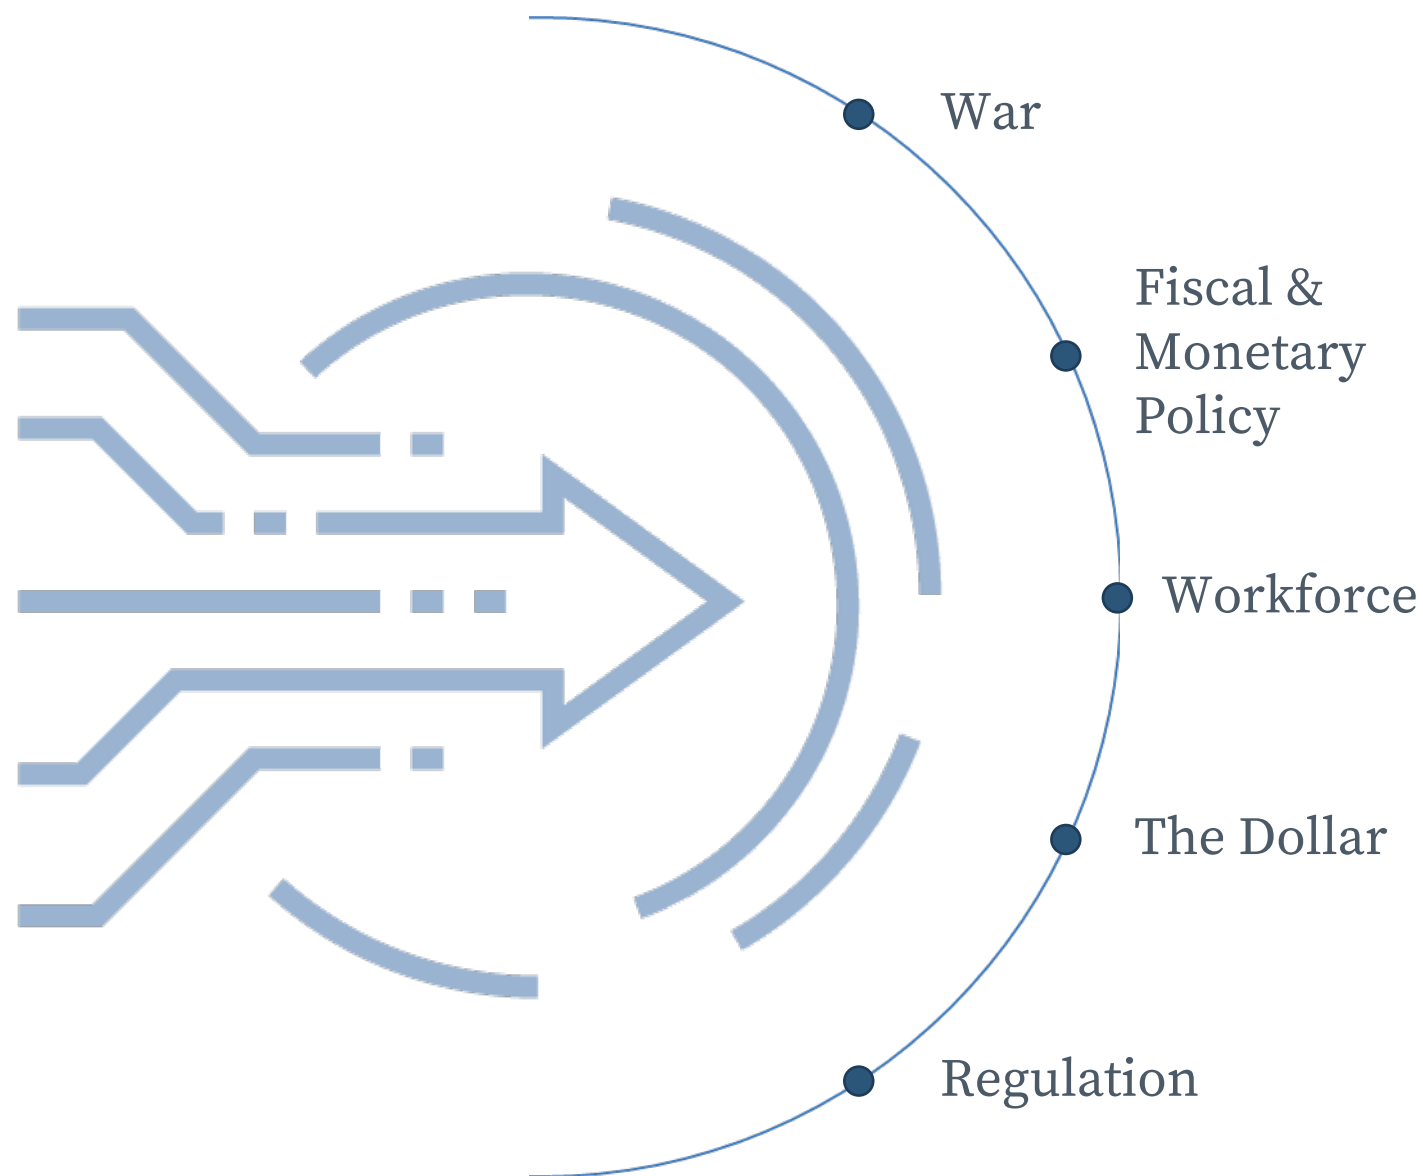 War
Fiscal &
Monetary
Policy
Workforce
The Dollar
Regulation